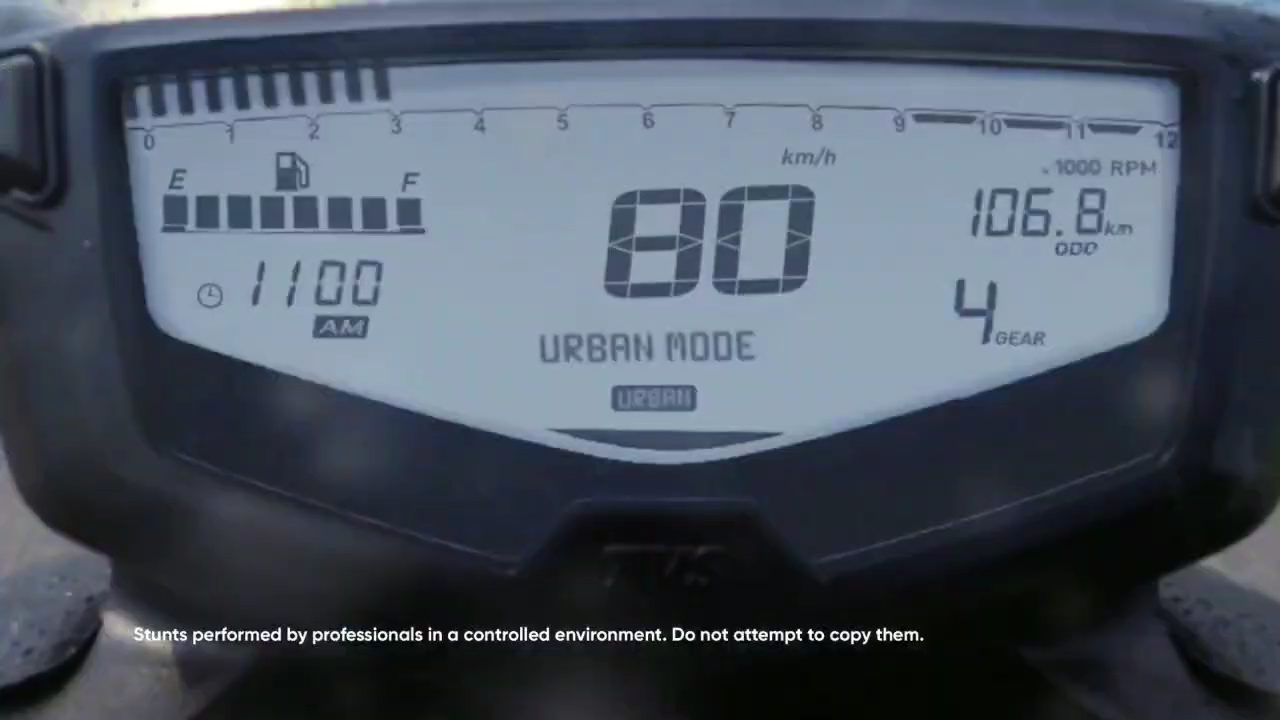 0 1 2 3 4 5 6 7 8 9 10 11 12
E F km/h x1000 RPM
80 106.8 km
ODO
1100
AM
4 GEAR
URBAN MODE
URBAN
Stunts performed by professionals in a controlled environment. Do not attempt to copy them.